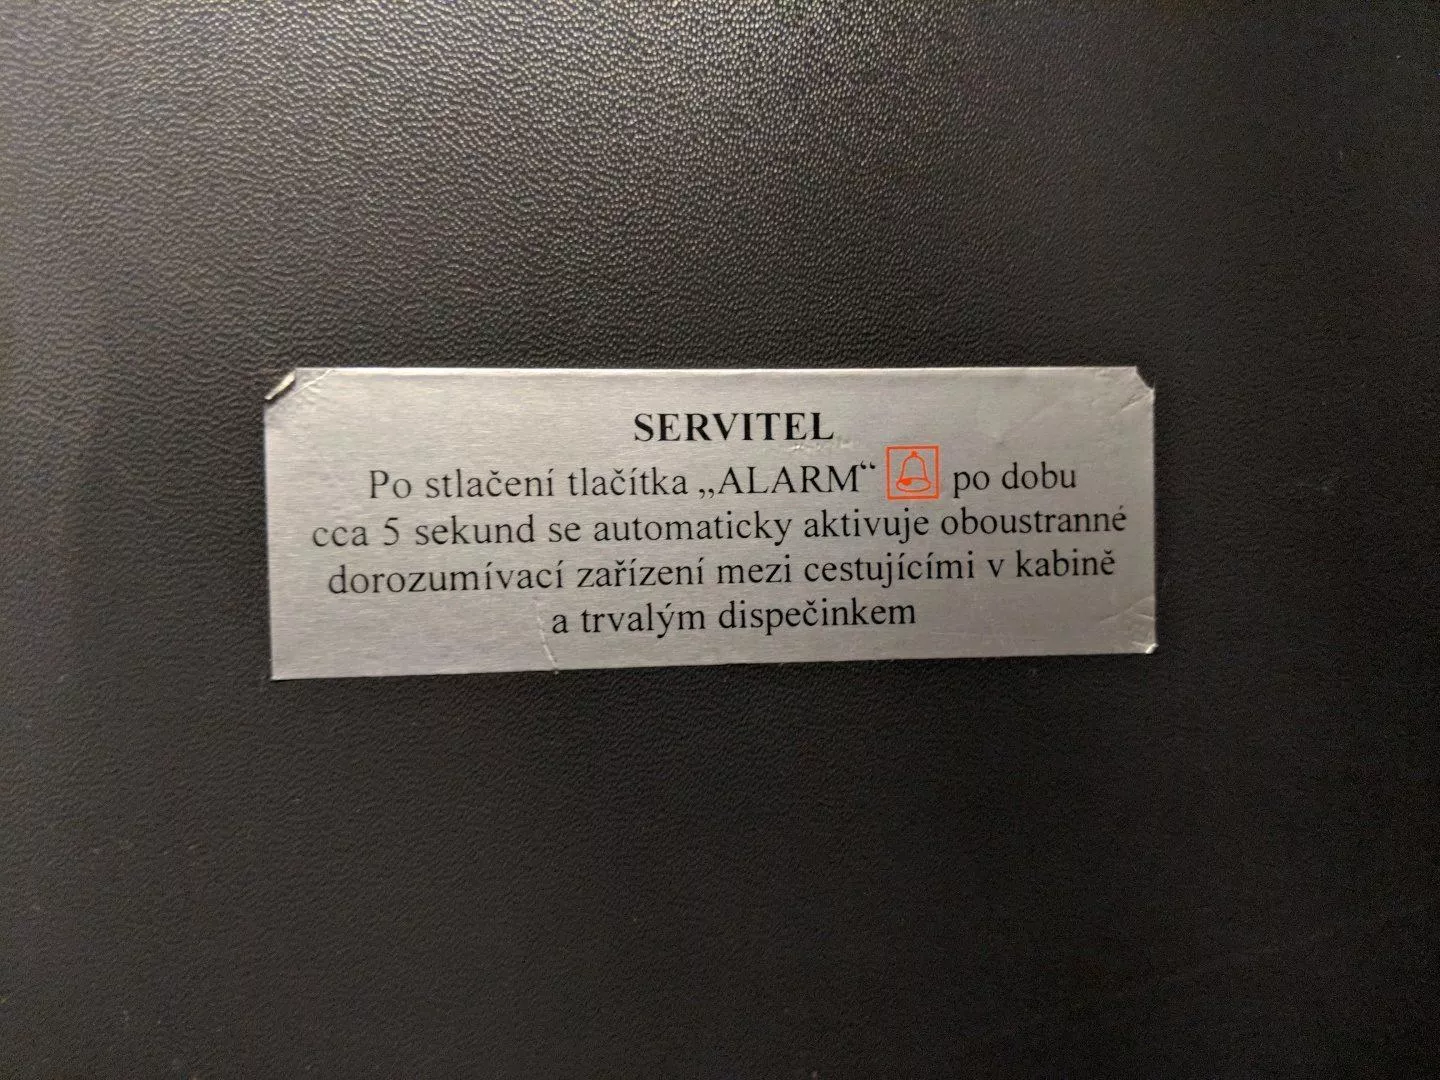 SERVITEL
Po stlačení tlačítka „ALARM“ po dobu
cca 5 sekund se automaticky aktivuje oboustranné
dorozumívací zařízení mezi cestujícími v kabině
a trvalým dispečinkem